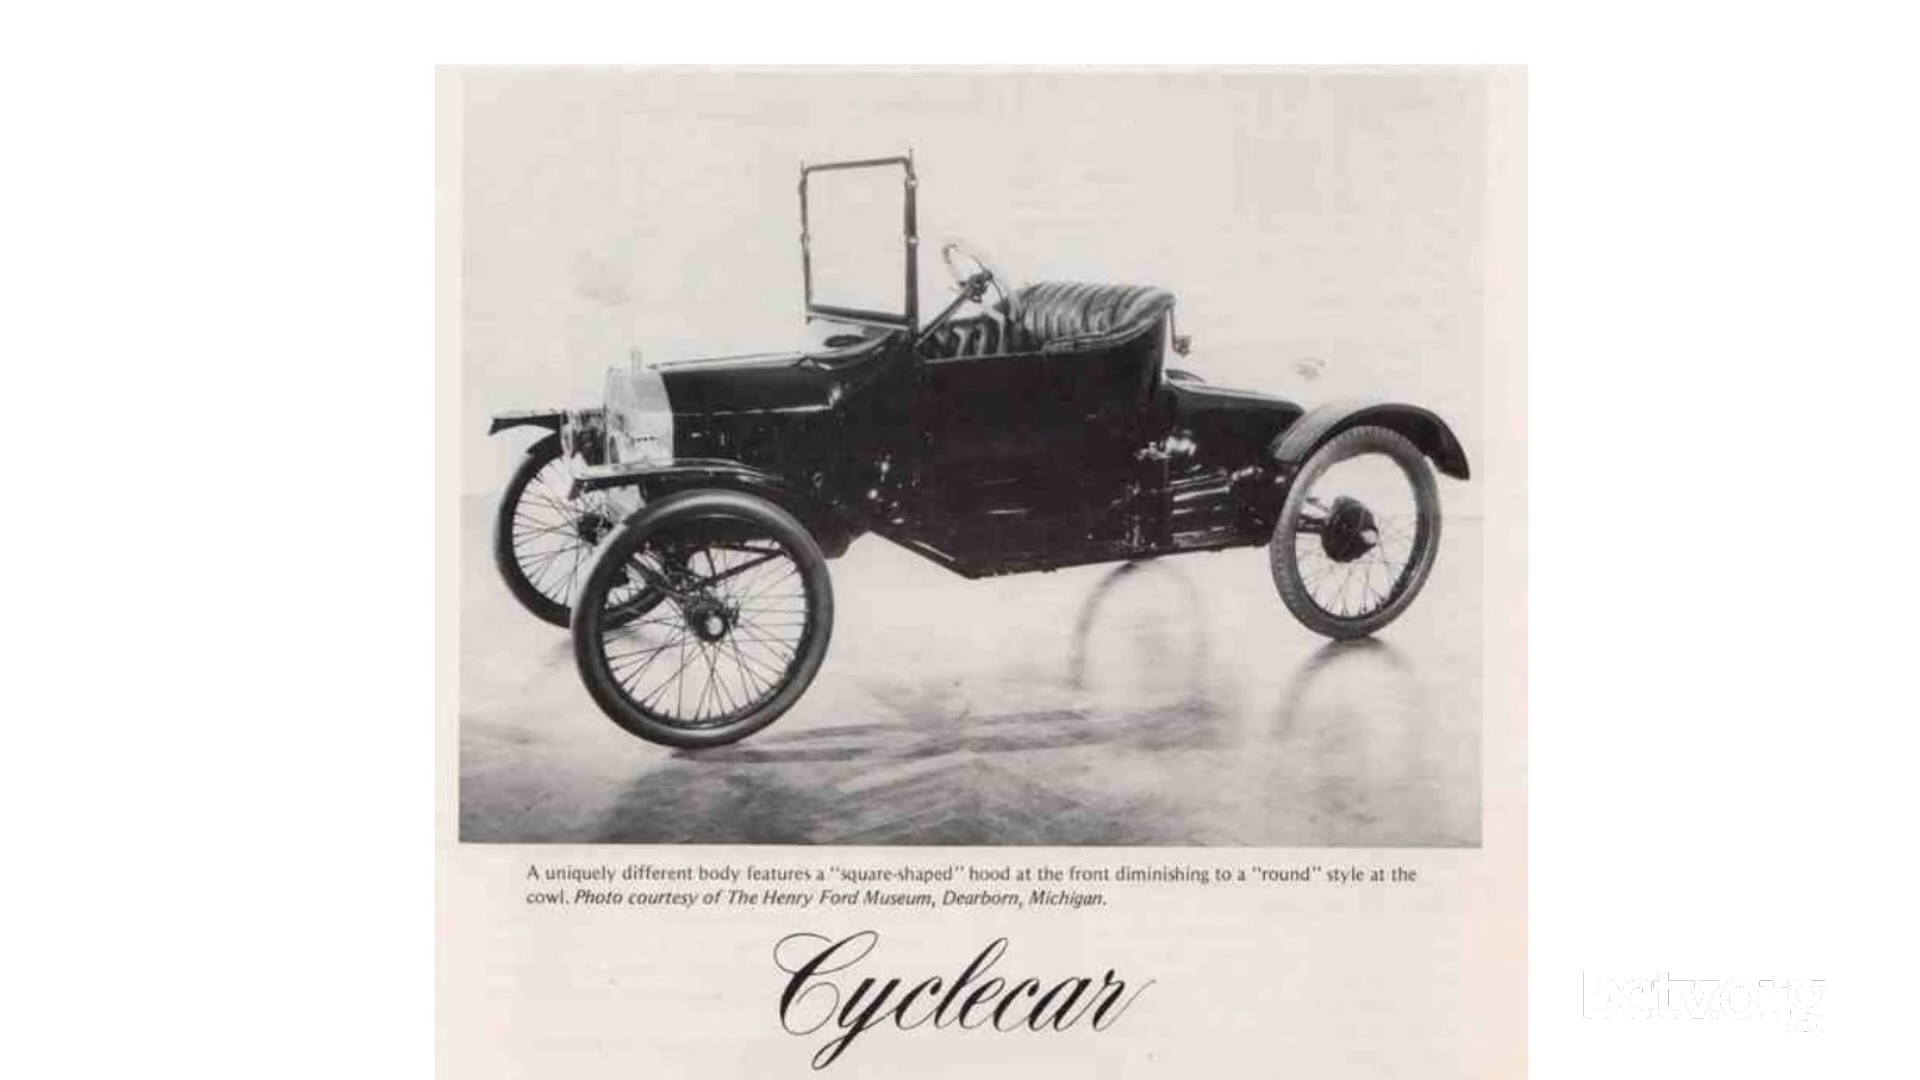 A uniquely different body features a "square-shaped" hood at the front diminishing to a "round" style at the
cowl. Photo courtesy of The Henry Ford Museum, Dearborn, Michigan.
Cyclecar
bctv.org